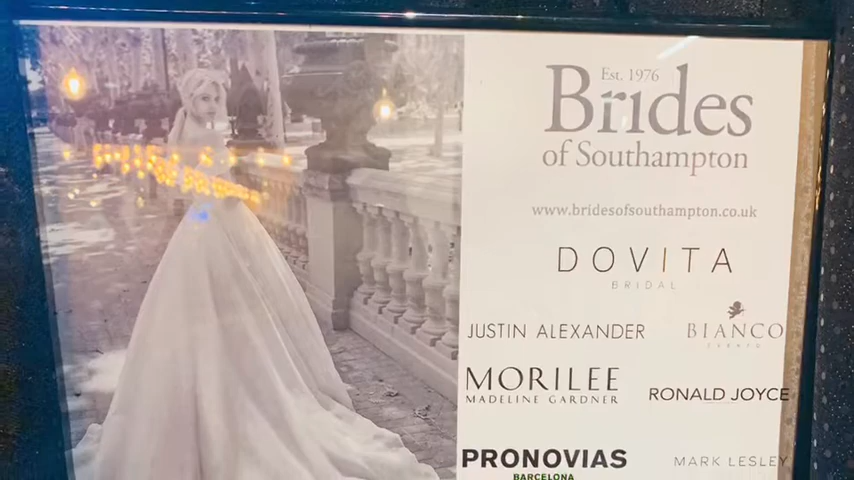 Est. 1976
Brides
of Southampton
www.bridesofsouthampton.co.uk
DOVITA
BRIDAL
JUSTIN ALEXANDER
BIANCO
EVENTO
MORILEE
MADELINE GARDNER
RONALD JOYCE
PRONOVIAS
BARCELONA
MARK LESLEY